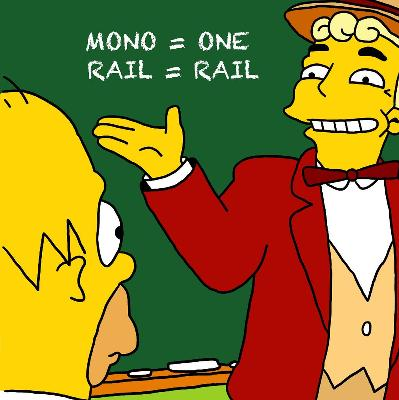 MONO = ONE
RAIL = RAIL